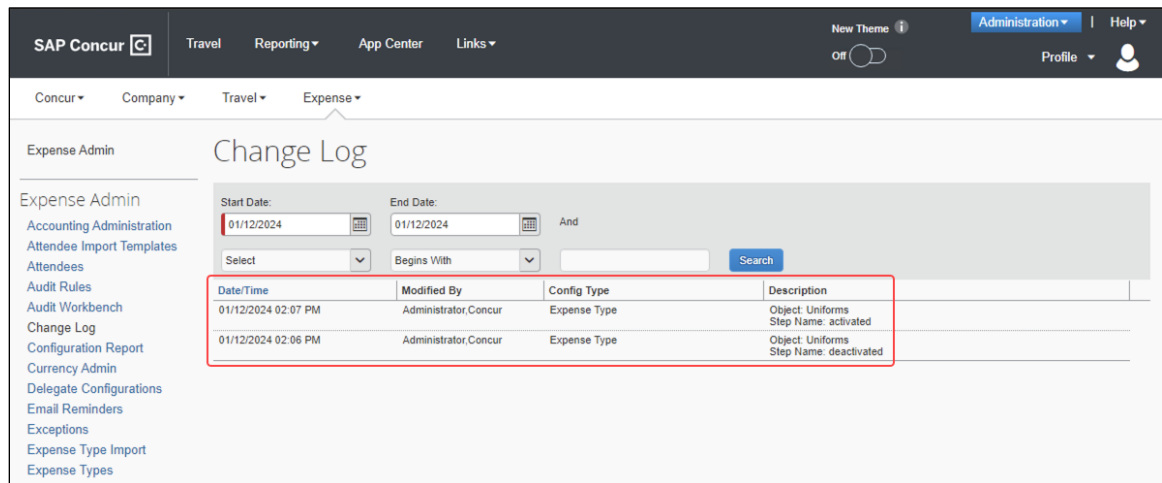 SAP Concur C
Travel
Reporting
App Center
Links
New Theme i
Off
Administration | Help
Profile
Concur
Company
Travel
Expense
Expense Admin
Expense Admin
Accounting Administration
Attendee Import Templates
Attendees
Audit Rules
Audit Workbench
Change Log
Configuration Report
Currency Admin
Delegate Configurations
Email Reminders
Exceptions
Expense Type Import
Expense Types
Change Log
Start Date: End Date:
01/12/2024 01/12/2024 And
Select Begins With Search
Date/Time Modified By Config Type Description
01/12/2024 02:07 PM Administrator,Concur Expense Type Object: Uniforms
Step Name: activated
01/12/2024 02:06 PM Administrator,Concur Expense Type Object: Uniforms
Step Name: deactivated